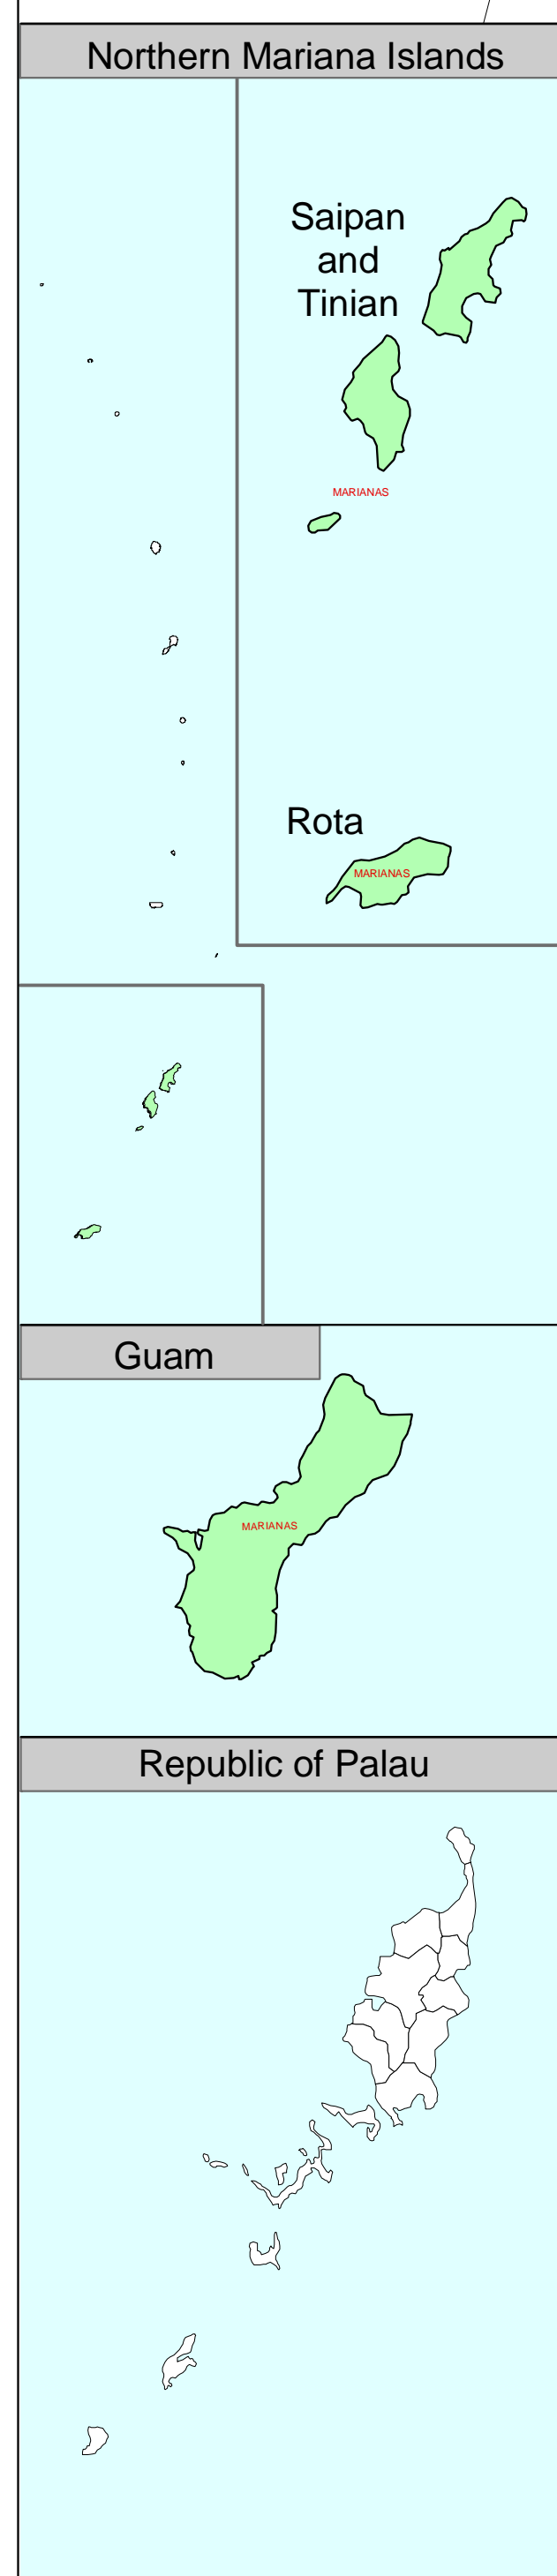 Northern Mariana Islands
Saipan
and
Tinian
MARIANAS
Rota
MARIANAS
Guam
MARIANAS
Republic of Palau